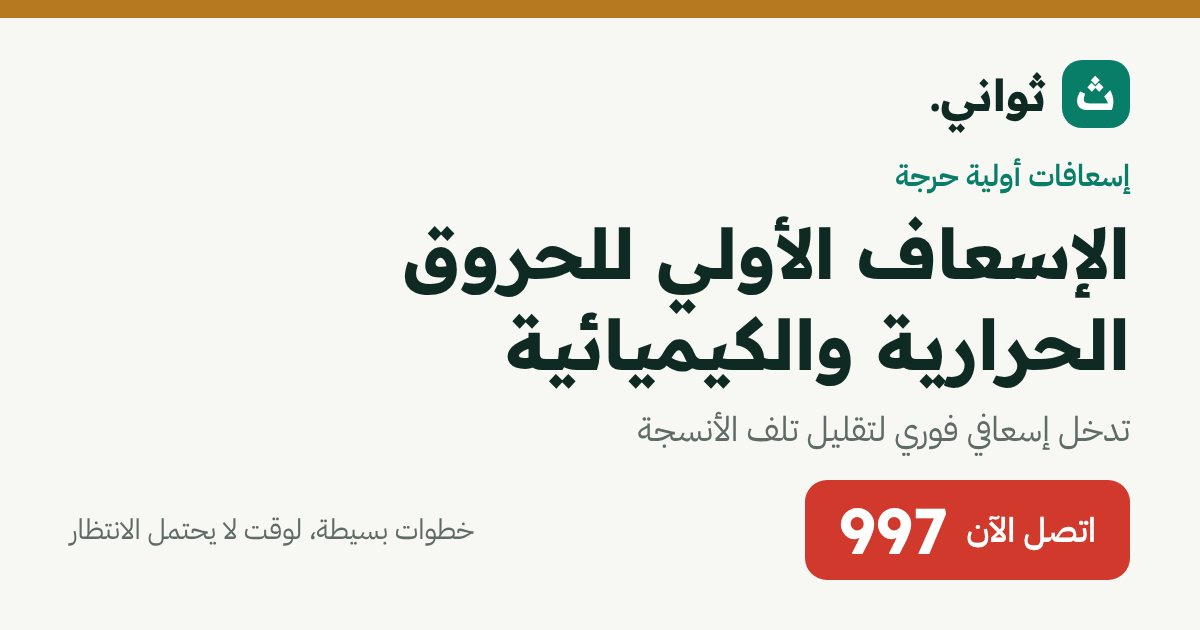 ث ثواني.
إسعافات أولية حرجة
الإسعاف الأولي للحروق
الحرارية والكيميائية
تدخل إسعافي فوري لتقليل تلف الأنسجة
اتصل الآن 997
خطوات بسيطة، لوقت لا يحتمل الانتظار